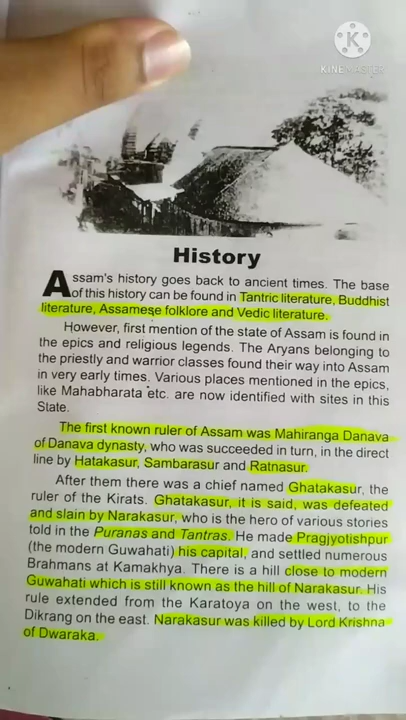 K
KINEMASTER
History
Assam's history goes back to ancient times. The base
of this history can be found in Tantric literature, Buddhist
literature, Assamese folklore and Vedic literature.
However, first mention of the state of Assam is found in
the epics and religious legends. The Aryans belonging to
the priestly and warrior classes found their way into Assam
in very early times. Various places mentioned in the epics,
like Mahabharata etc. are now identified with sites in this
State.
The first known ruler of Assam was Mahiranga Danava
of Danava dynasty, who was succeeded in turn, in the direct
line by Hatakasur, Sambarasur and Ratnasur.
After them there was a chief named Ghatakasur, the
ruler of the Kirats. Ghatakasur, it is said, was defeated
and slain by Narakasur, who is the hero of various stories
told in the Puranas and Tantras. He made Pragjyotishpur
(the modern Guwahati) his capital, and settled numerous
Brahmans at Kamakhya. There is a hill close to modern
Guwahati which is still known as the hill of Narakasur. His
rule extended from the Karatoya on the west, to the
Dikrang on the east. Narakasur was killed by Lord Krishna
of Dwaraka.